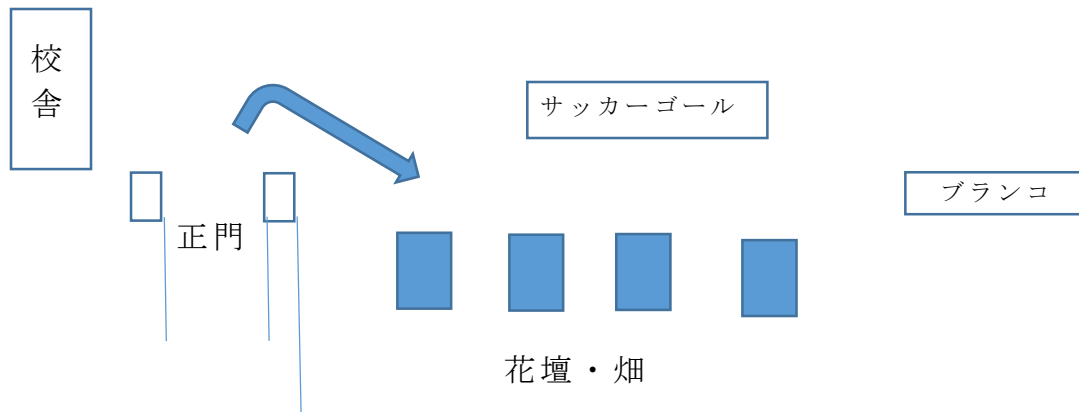 校舎
サッカーゴール
ブランコ
正門
花壇・畑